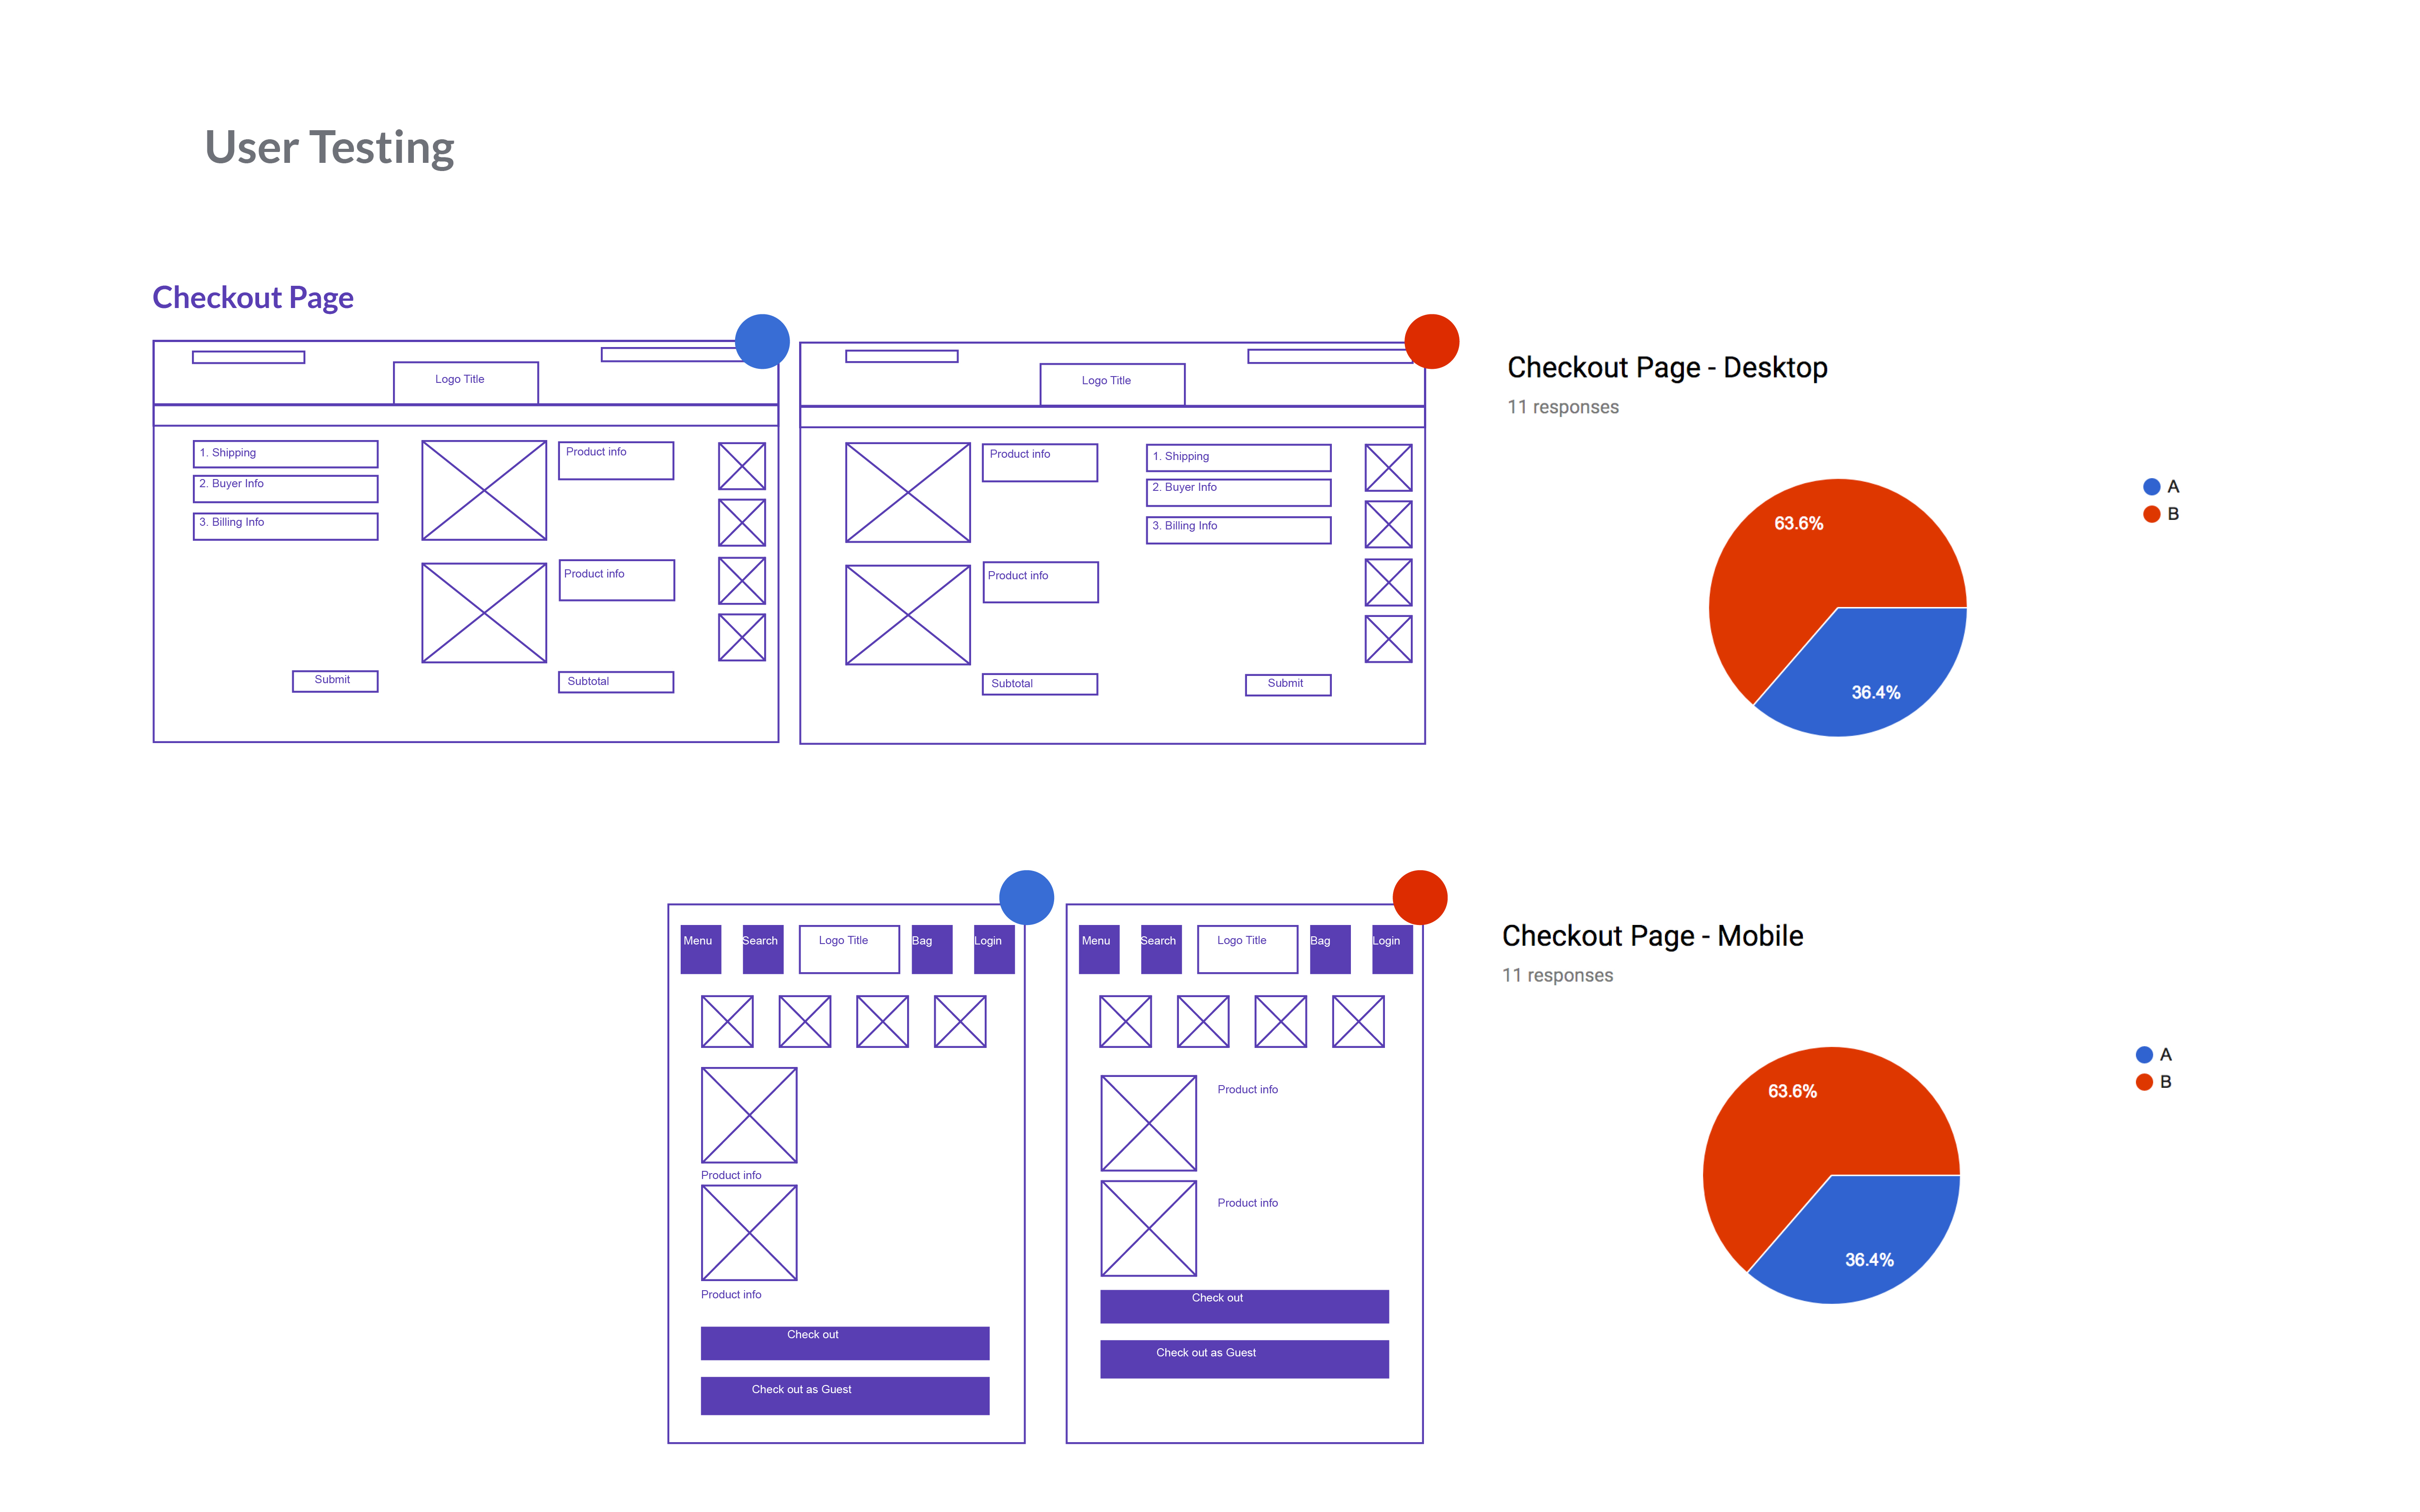 User Testing
Checkout Page
Logo Title
1. Shipping
2. Buyer Info
3. Billing Info
Product info
Product info
Submit
Subtotal
Logo Title
Product info
Product info
1. Shipping
2. Buyer Info
3. Billing Info
Subtotal
Submit
Checkout Page - Desktop
11 responses
63.6%
36.4%
A
B
Menu
Search
Logo Title
Bag
Login
Product info
Product info
Check out
Check out as Guest
Menu
Search
Logo Title
Bag
Login
Product info
Product info
Check out
Check out as Guest
Checkout Page - Mobile
11 responses
63.6%
36.4%
A
B